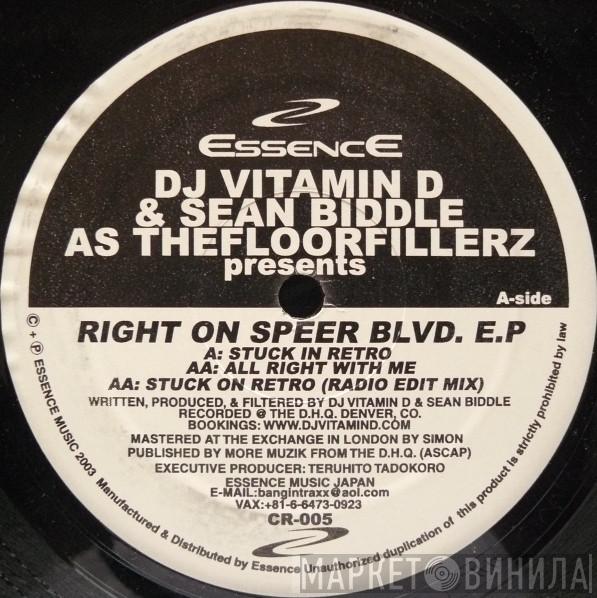 ESSENCE
DJ VITAMIN D
& SEAN BIDDLE
AS THEFLOORFILLERZ
presents
A-side
RIGHT ON SPEER BLVD. E.P
A: STUCK IN RETRO
AA: ALL RIGHT WITH ME
AA: STUCK ON RETRO (RADIO EDIT MIX)
WRITTEN, PRODUCED, & FILTERED BY DJ VITAMIN D & SEAN BIDDLE
RECORDED @ THE D.H.Q. DENVER, CO.
BOOKINGS: WWW.DJVITAMIND.COM
MASTERED AT THE EXCHANGE IN LONDON BY SIMON
PUBLISHED BY MORE MUZIK FROM THE D.H.Q. (ASCAP)
EXECUTIVE PRODUCER: TERUHITO TADOKORO
ESSENCE MUSIC JAPAN
E-MAIL:bangintraxx@aol.com
VAX:+81-6-6473-0923
CR-005
© + ℗ ESSENCE MUSIC 2003 Manufactured & Distributed by Essence Unauthorized duplication of this product is strictly prohibited by law
МАРКЕТ ВИНИЛА